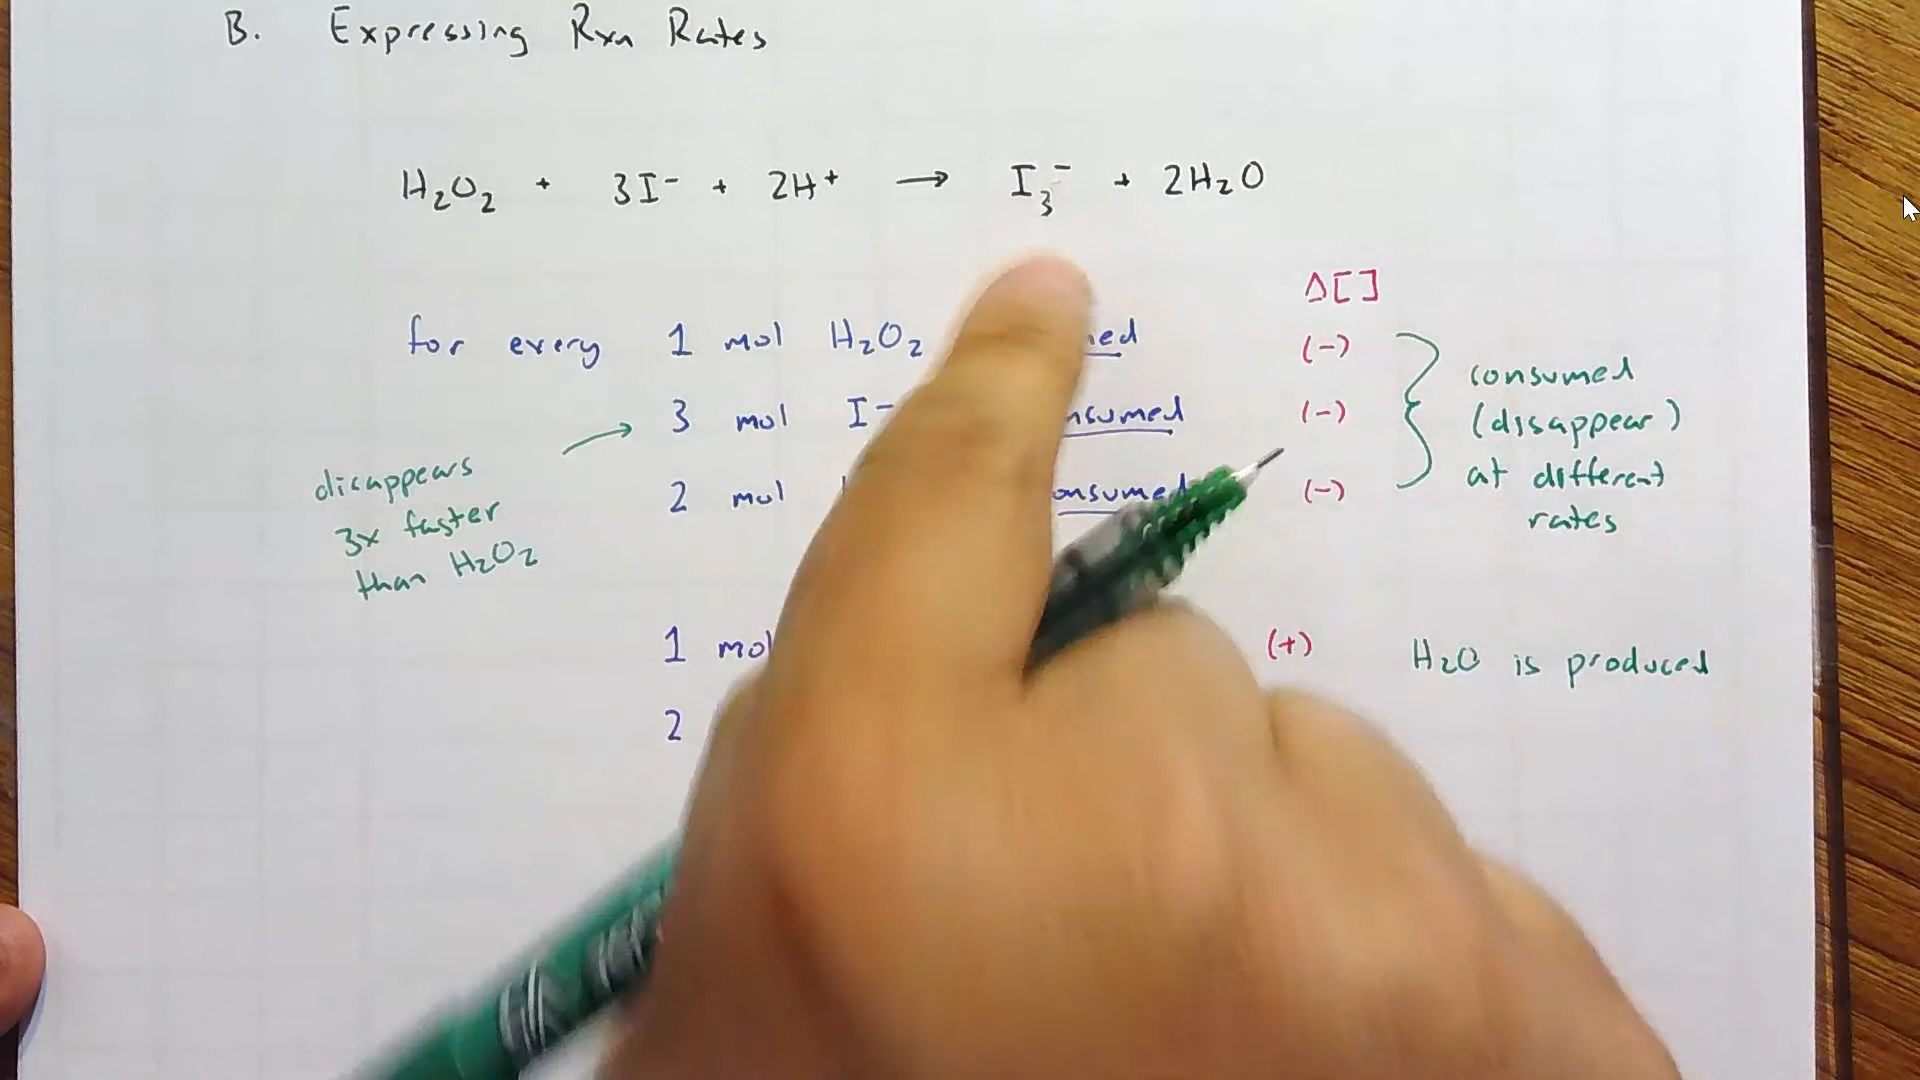 B. Expressing Rxn Rates
H₂O₂ + 3I⁻ + 2H⁺ → I₃⁻ + 2H₂O
Δ[ ]
for every 1 mol H₂O₂ (-)
3 mol I⁻ (-)
2 mol (-)
consumed
(disappear)
at different
rates
disappears
3x faster
than H₂O₂
1 mol (+) H₂O is produced
2